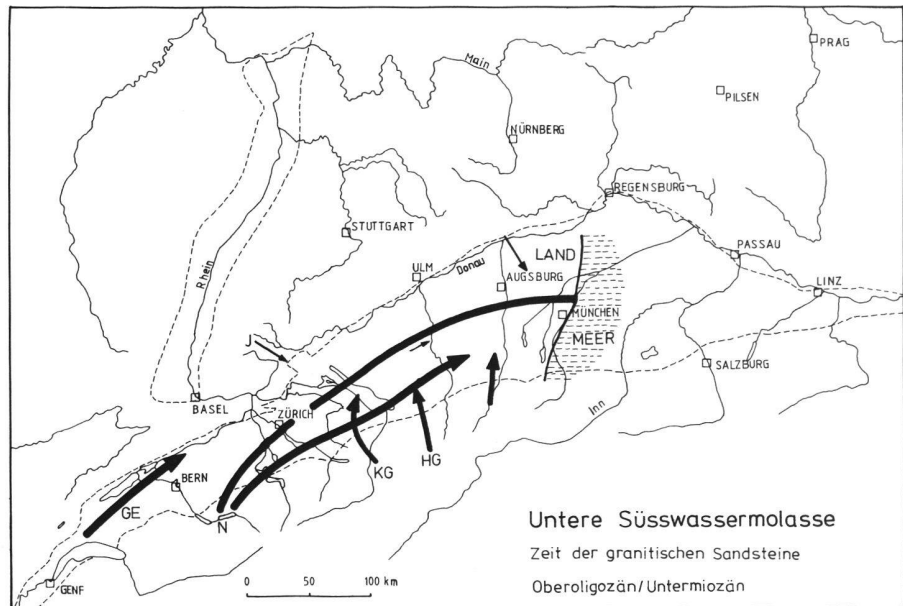 PRAG
Main
PILSEN
NÜRNBERG
REGENSBURG
STUTTGART
PASSAU
LAND
Rhein
ULM
Donau
AUGSBURG
LINZ
MÜNCHEN
J
MEER
SALZBURG
BASEL
ZÜRICH
Inn
KG
HG
BERN
GE
N
Untere Süsswassermolasse
Zeit der granitischen Sandsteine
GENF
0 50 100 km
Oberoligozän/Untermiozän